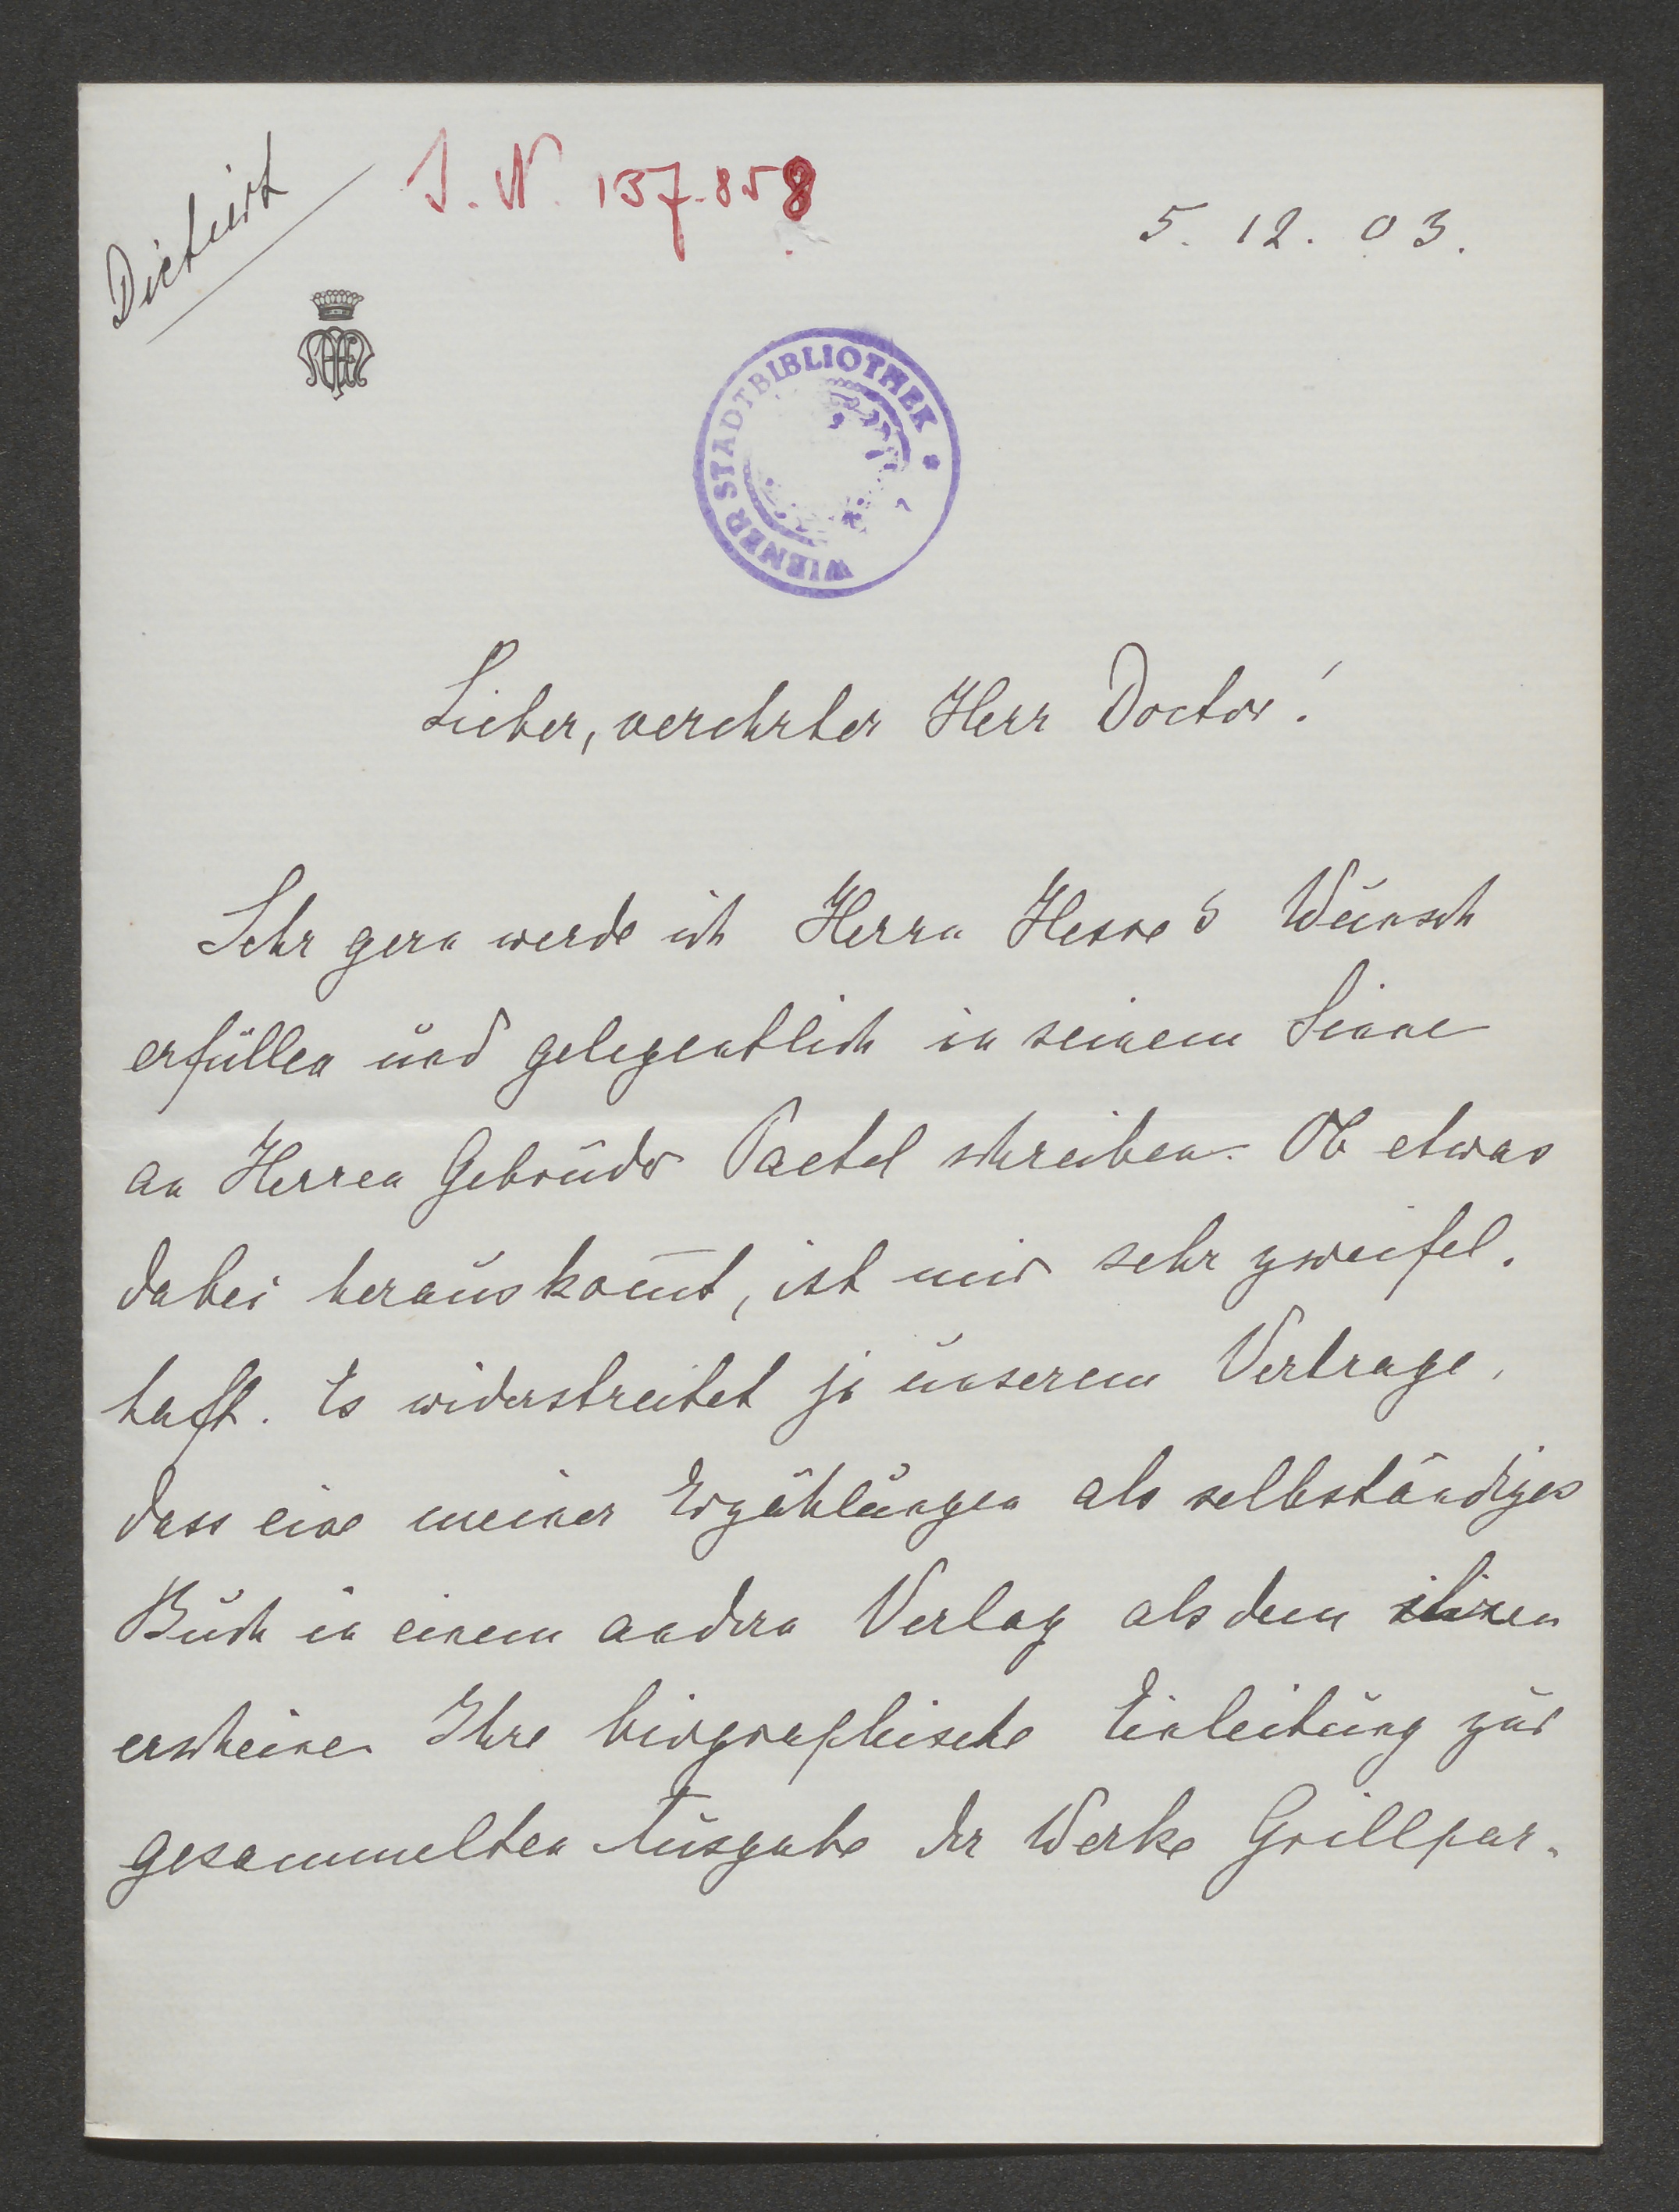 Dictiert
I. N. 137.858
5. 12. 03.
WIENER STADTBIBLIOTHEK *
Lieber, verehrter Herr Doctor!
Sehr gern werde ich Herrn Hesse's Wunsch
erfüllen und gelegentlich in seinem Sinne
an Herren Gebrüder Paetel schreiben. Ob etwas
dabei herauskom̅t, ist mir sehr zweifel-
haft. Es widerstreitet ja unserem Vertrage,
dass eine meiner Erzählungen als selbständiges
Buch in einem andern Verlag als dem ihren
erscheine. Ihre biographische Einleitung zur
gesammelten Ausgabe der Werke Grillpar-